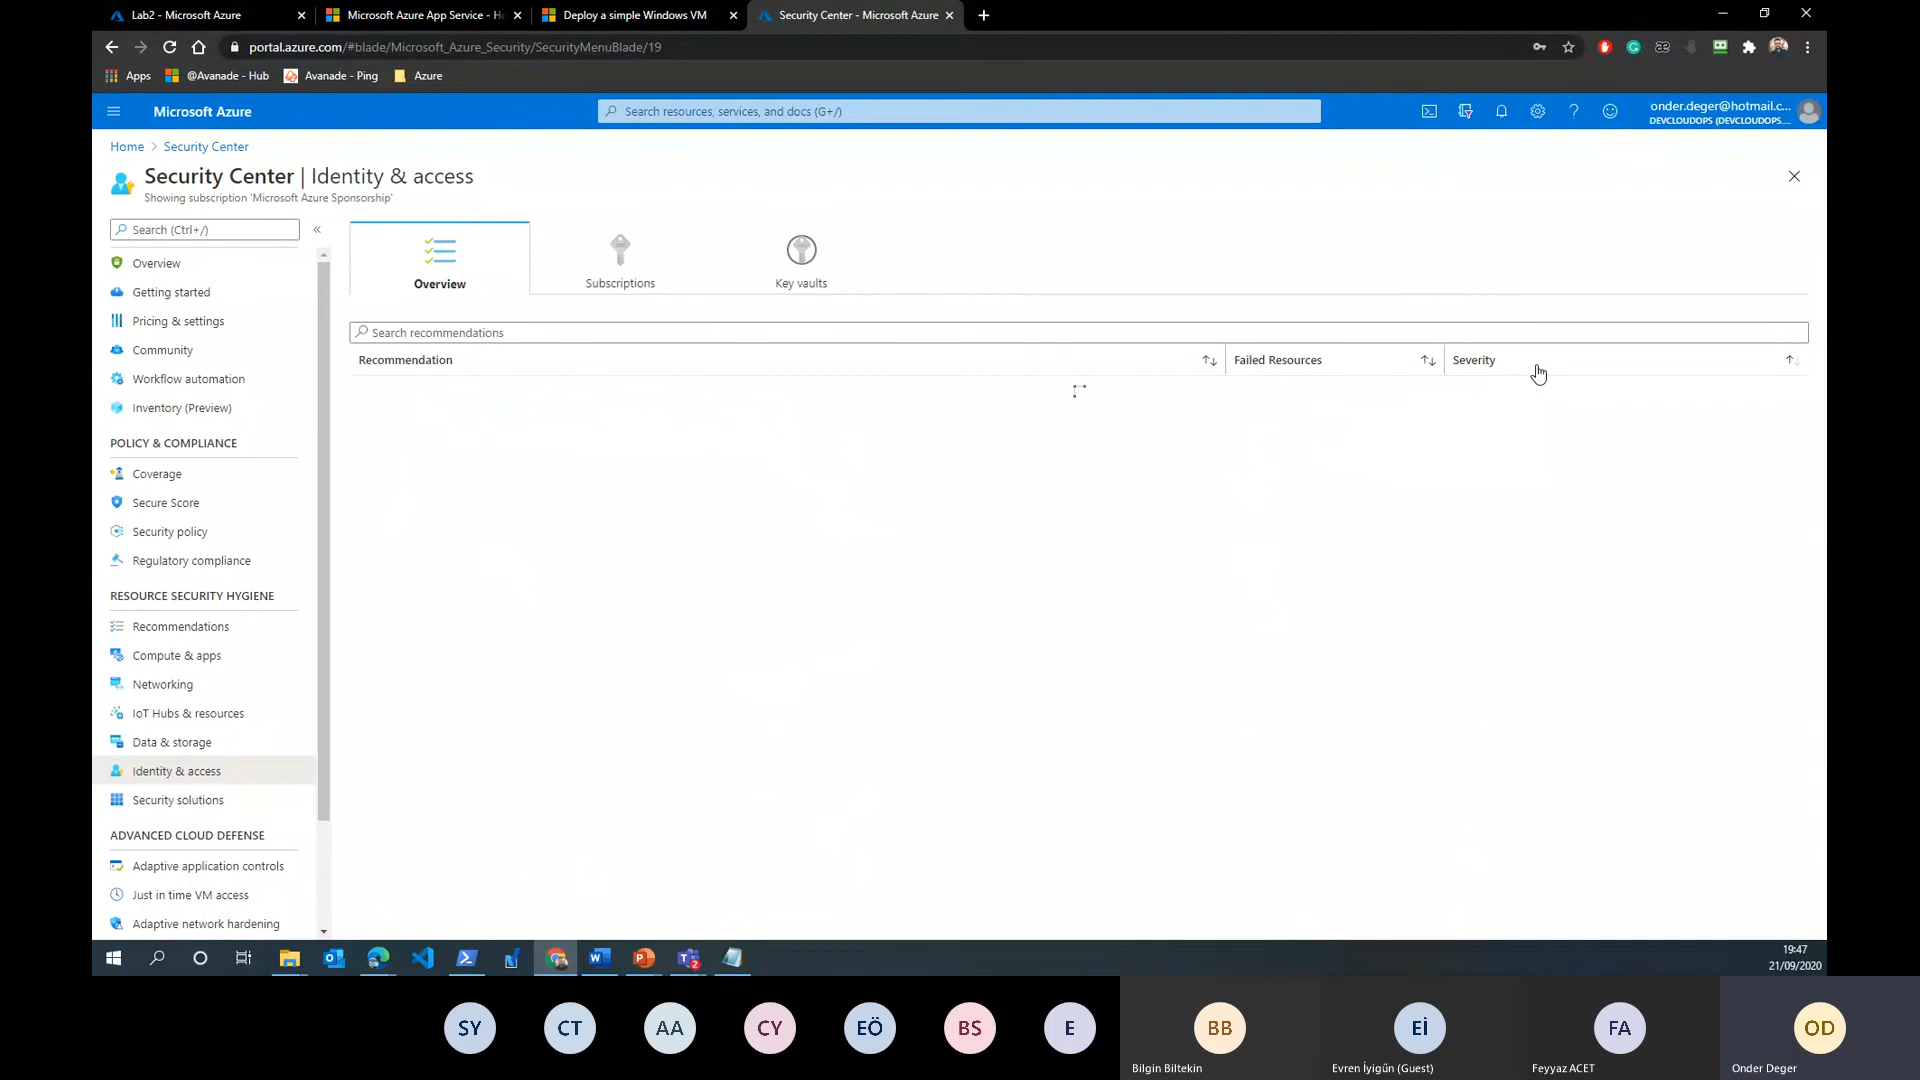 Lab2 - Microsoft Azure
Microsoft Azure App Service - H
Deploy a simple Windows VM
Security Center - Microsoft Azure
portal.azure.com/#blade/Microsoft_Azure_Security/SecurityMenuBlade/19
Apps
@Avanade - Hub
Avanade - Ping
Azure
Microsoft Azure
Search resources, services, and docs (G+/)
onder.deger@hotmail.c...
DEVCLOUDOPS (DEVCLOUDOPS....
Home > Security Center
Security Center | Identity & access
Showing subscription 'Microsoft Azure Sponsorship'
Search (Ctrl+/)
Overview
Getting started
Pricing & settings
Community
Workflow automation
Inventory (Preview)
POLICY & COMPLIANCE
Coverage
Secure Score
Security policy
Regulatory compliance
RESOURCE SECURITY HYGIENE
Recommendations
Compute & apps
Networking
IoT Hubs & resources
Data & storage
Identity & access
Security solutions
ADVANCED CLOUD DEFENSE
Adaptive application controls
Just in time VM access
Adaptive network hardening
Overview
Subscriptions
Key vaults
Search recommendations
Recommendation
Failed Resources
Severity
19:47
21/09/2020
SY
CT
AA
CY
EÖ
BS
E
BB
Bilgin Biltekin
Eİ
Evren İyigün (Guest)
FA
Feyyaz ACET
OD
Onder Deger